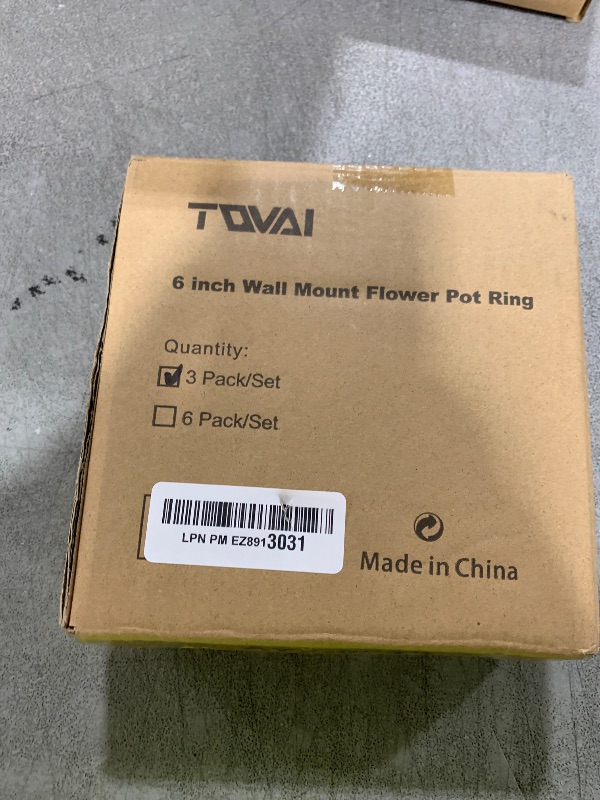 TOVAI
6 inch Wall Mount Flower Pot Ring
Quantity:
3 Pack/Set
6 Pack/Set
LPN PM EZ8913031
Made in China